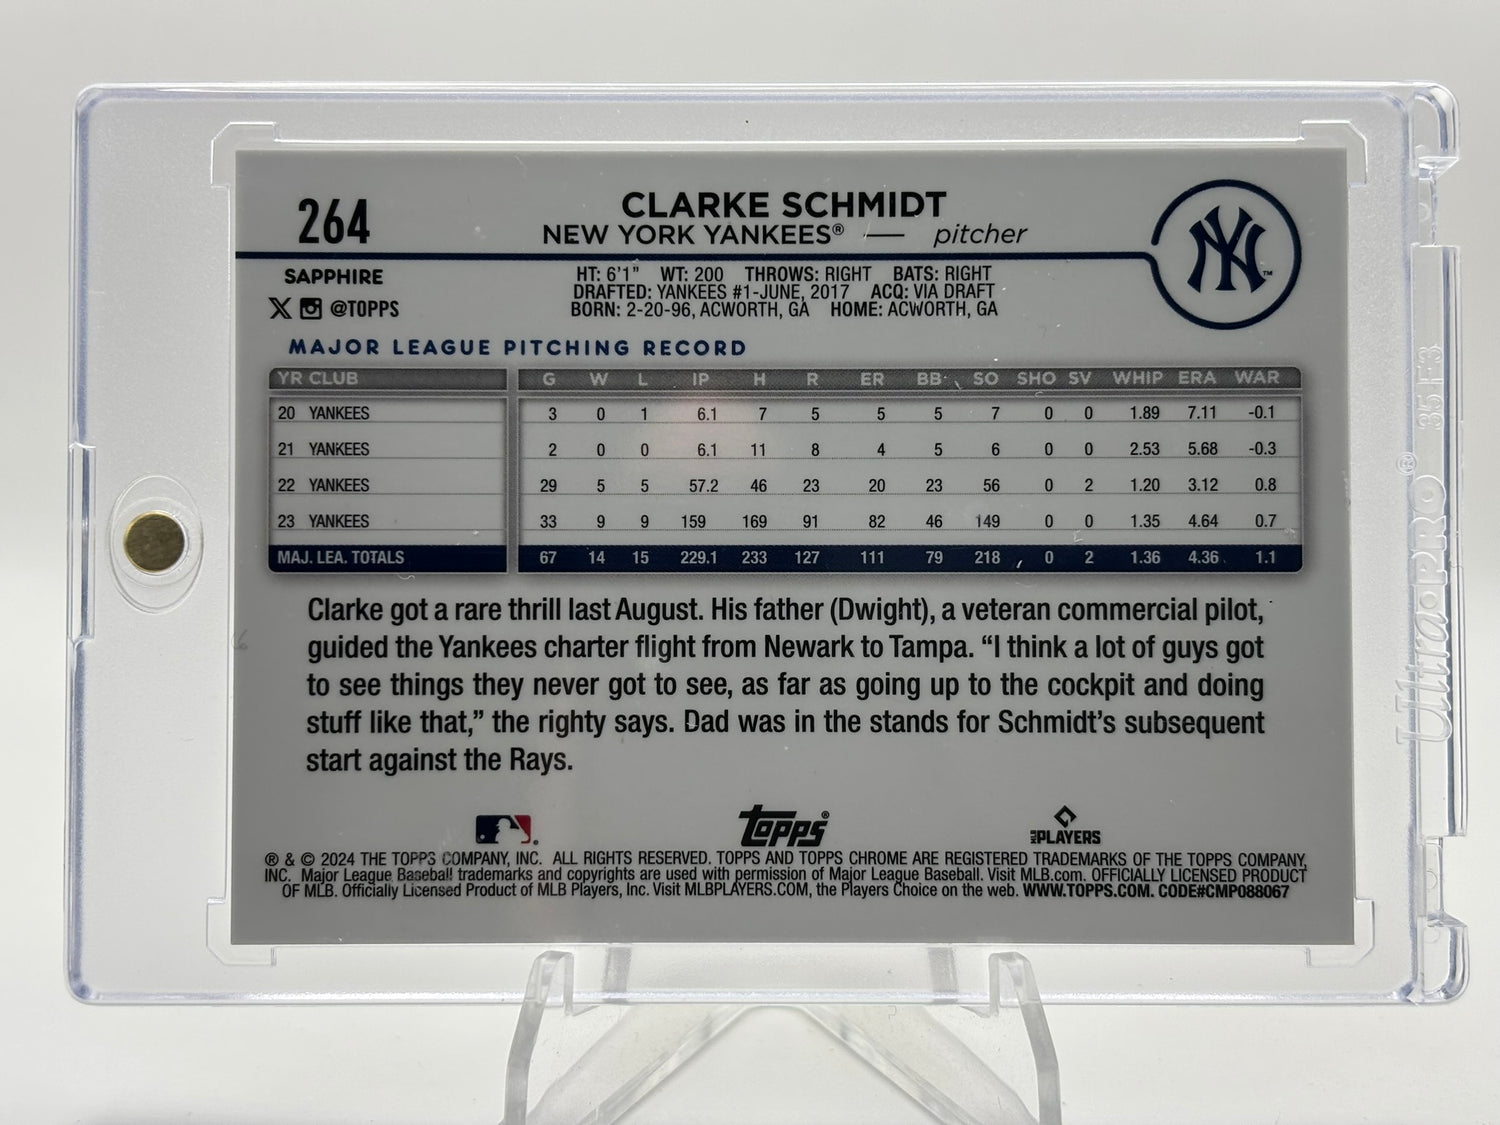 264
CLARKE SCHMIDT
NEW YORK YANKEES® — pitcher
NY™
SAPPHIRE
@TOPPS
HT: 6'1" WT: 200 THROWS: RIGHT BATS: RIGHT
DRAFTED: YANKEES #1-JUNE, 2017 ACQ: VIA DRAFT
BORN: 2-20-96, ACWORTH, GA HOME: ACWORTH, GA
MAJOR LEAGUE PITCHING RECORD
YR CLUB G W L IP H R ER BB SO SHO SV WHIP ERA WAR
20 YANKEES 3 0 1 6.1 7 5 5 5 7 0 0 1.89 7.11 -0.1
21 YANKEES 2 0 0 6.1 11 8 4 5 6 0 0 2.53 5.68 -0.3
22 YANKEES 29 5 5 57.2 46 23 20 23 56 0 2 1.20 3.12 0.8
23 YANKEES 33 9 9 159 169 91 82 46 149 0 0 1.35 4.64 0.7
MAJ. LEA. TOTALS 67 14 15 229.1 233 127 111 79 218 0 2 1.36 4.36 1.1
Clarke got a rare thrill last August. His father (Dwight), a veteran commercial pilot,
guided the Yankees charter flight from Newark to Tampa. “I think a lot of guys got
to see things they never got to see, as far as going up to the cockpit and doing
stuff like that,” the righty says. Dad was in the stands for Schmidt’s subsequent
start against the Rays.
topps®
MLB PLAYERS
® & © 2024 THE TOPPS COMPANY, INC. ALL RIGHTS RESERVED. TOPPS AND TOPPS CHROME ARE REGISTERED TRADEMARKS OF THE TOPPS COMPANY,
INC. Major League Baseball trademarks and copyrights are used with permission of Major League Baseball. Visit MLB.com. OFFICIALLY LICENSED PRODUCT
OF MLB. Officially Licensed Product of MLB Players, Inc. Visit MLBPLAYERS.COM, the Players Choice on the web. WWW.TOPPS.COM. CODE#CMP088067
Ultra•PRO® 35 F3